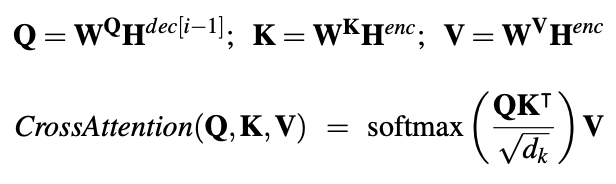 Q = W^Q H^{dec[i−1]}; K = W^K H^{enc}; V = W^V H^{enc}
CrossAttention(Q, K, V) = softmax(QK^⊺ / √d_k) V